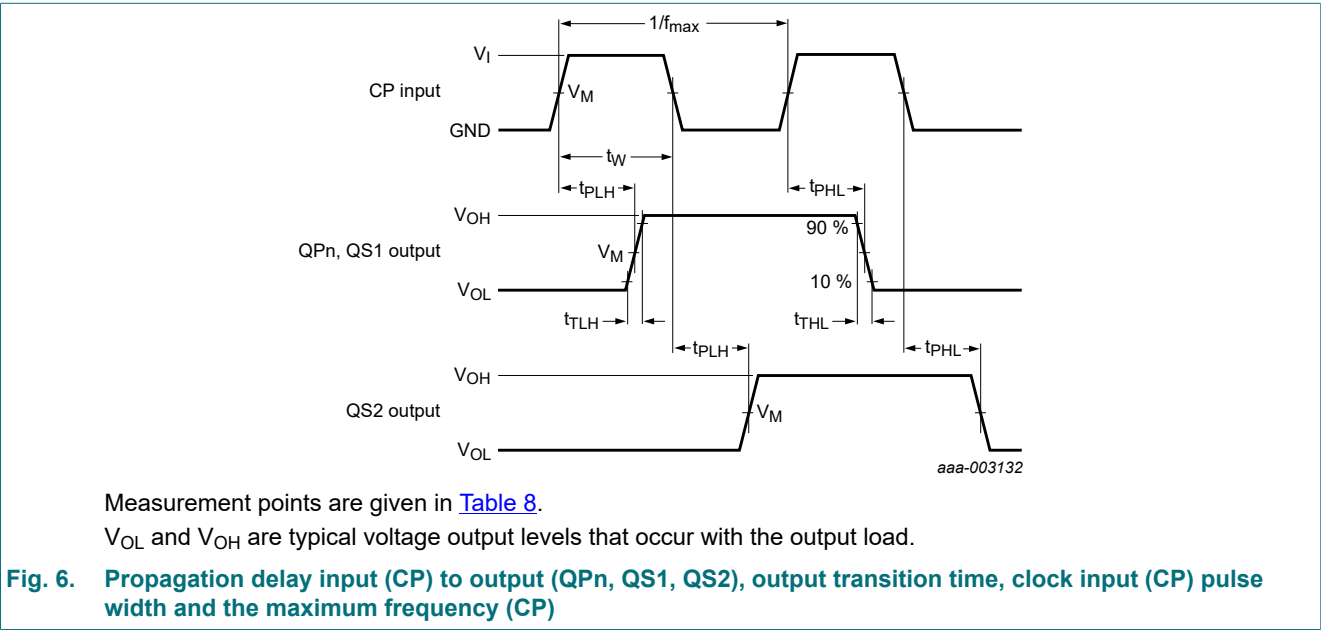 1/fmax
VI
CP input
VM
GND
tW
tPLH
tPHL
VOH
90 %
QPn, QS1 output
VM
10 %
VOL
tTLH
tTHL
tPLH
tPHL
VOH
QS2 output
VM
VOL
aaa-003132
Measurement points are given in Table 8.
VOL and VOH are typical voltage output levels that occur with the output load.
Fig. 6. Propagation delay input (CP) to output (QPn, QS1, QS2), output transition time, clock input (CP) pulse
width and the maximum frequency (CP)